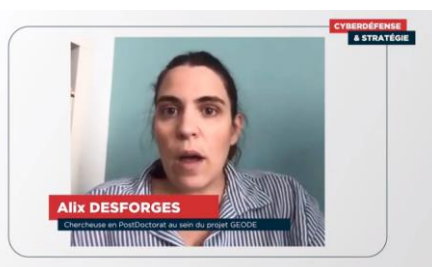 CYBERDÉFENSE
& STRATÉGIE
Alix DESFORGES
Chercheuse en PostDoctorat au sein du projet GEODE